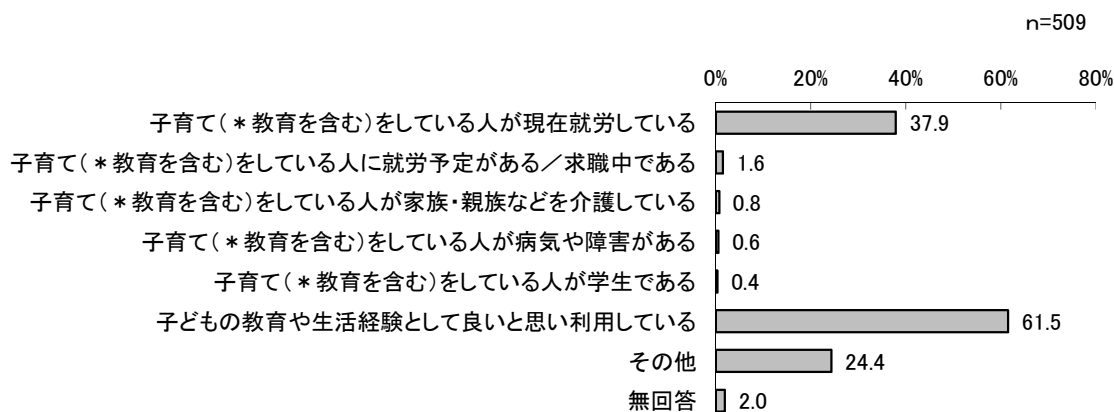 n=509
0% 20% 40% 60% 80%
子育て(*教育を含む)をしている人が現在就労している 37.9
子育て(*教育を含む)をしている人に就労予定がある/求職中である 1.6
子育て(*教育を含む)をしている人が家族・親族などを介護している 0.8
子育て(*教育を含む)をしている人が病気や障害がある 0.6
子育て(*教育を含む)をしている人が学生である 0.4
子どもの教育や生活経験として良いと思い利用している 61.5
その他 24.4
無回答 2.0